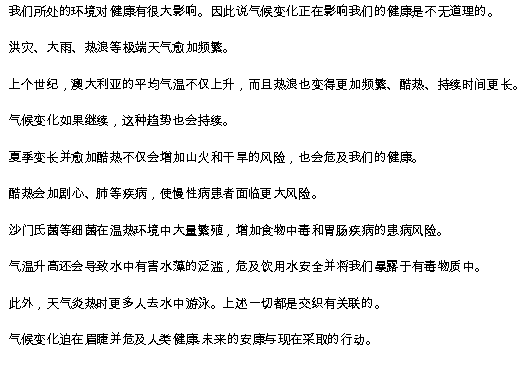 我们所处的环境对健康有很大影响。因此说气候变化正在影响我们的健康是不无道理的。
洪灾、大雨、热浪等极端天气愈加频繁。
上个世纪，澳大利亚的平均气温不仅上升，而且热浪也变得更加频繁、酷热、持续时间更长。
气候变化如果继续，这种趋势也会持续。
夏季变长并愈加酷热不仅会增加山火和干旱的风险，也会危及我们的健康。
酷热会加剧心、肺等疾病，使慢性病患者面临更大风险。
沙门氏菌等细菌在温热环境中大量繁殖，增加食物中毒和胃肠疾病的患病风险。
气温升高还会导致水中有害水藻的泛滥，危及饮用水安全并将我们暴露于有毒物质中。
此外，天气炎热时更多人去水中游泳。上述一切都是交织有关联的。
气候变化迫在眉睫并危及人类健康.未来的安康与现在采取的行动。